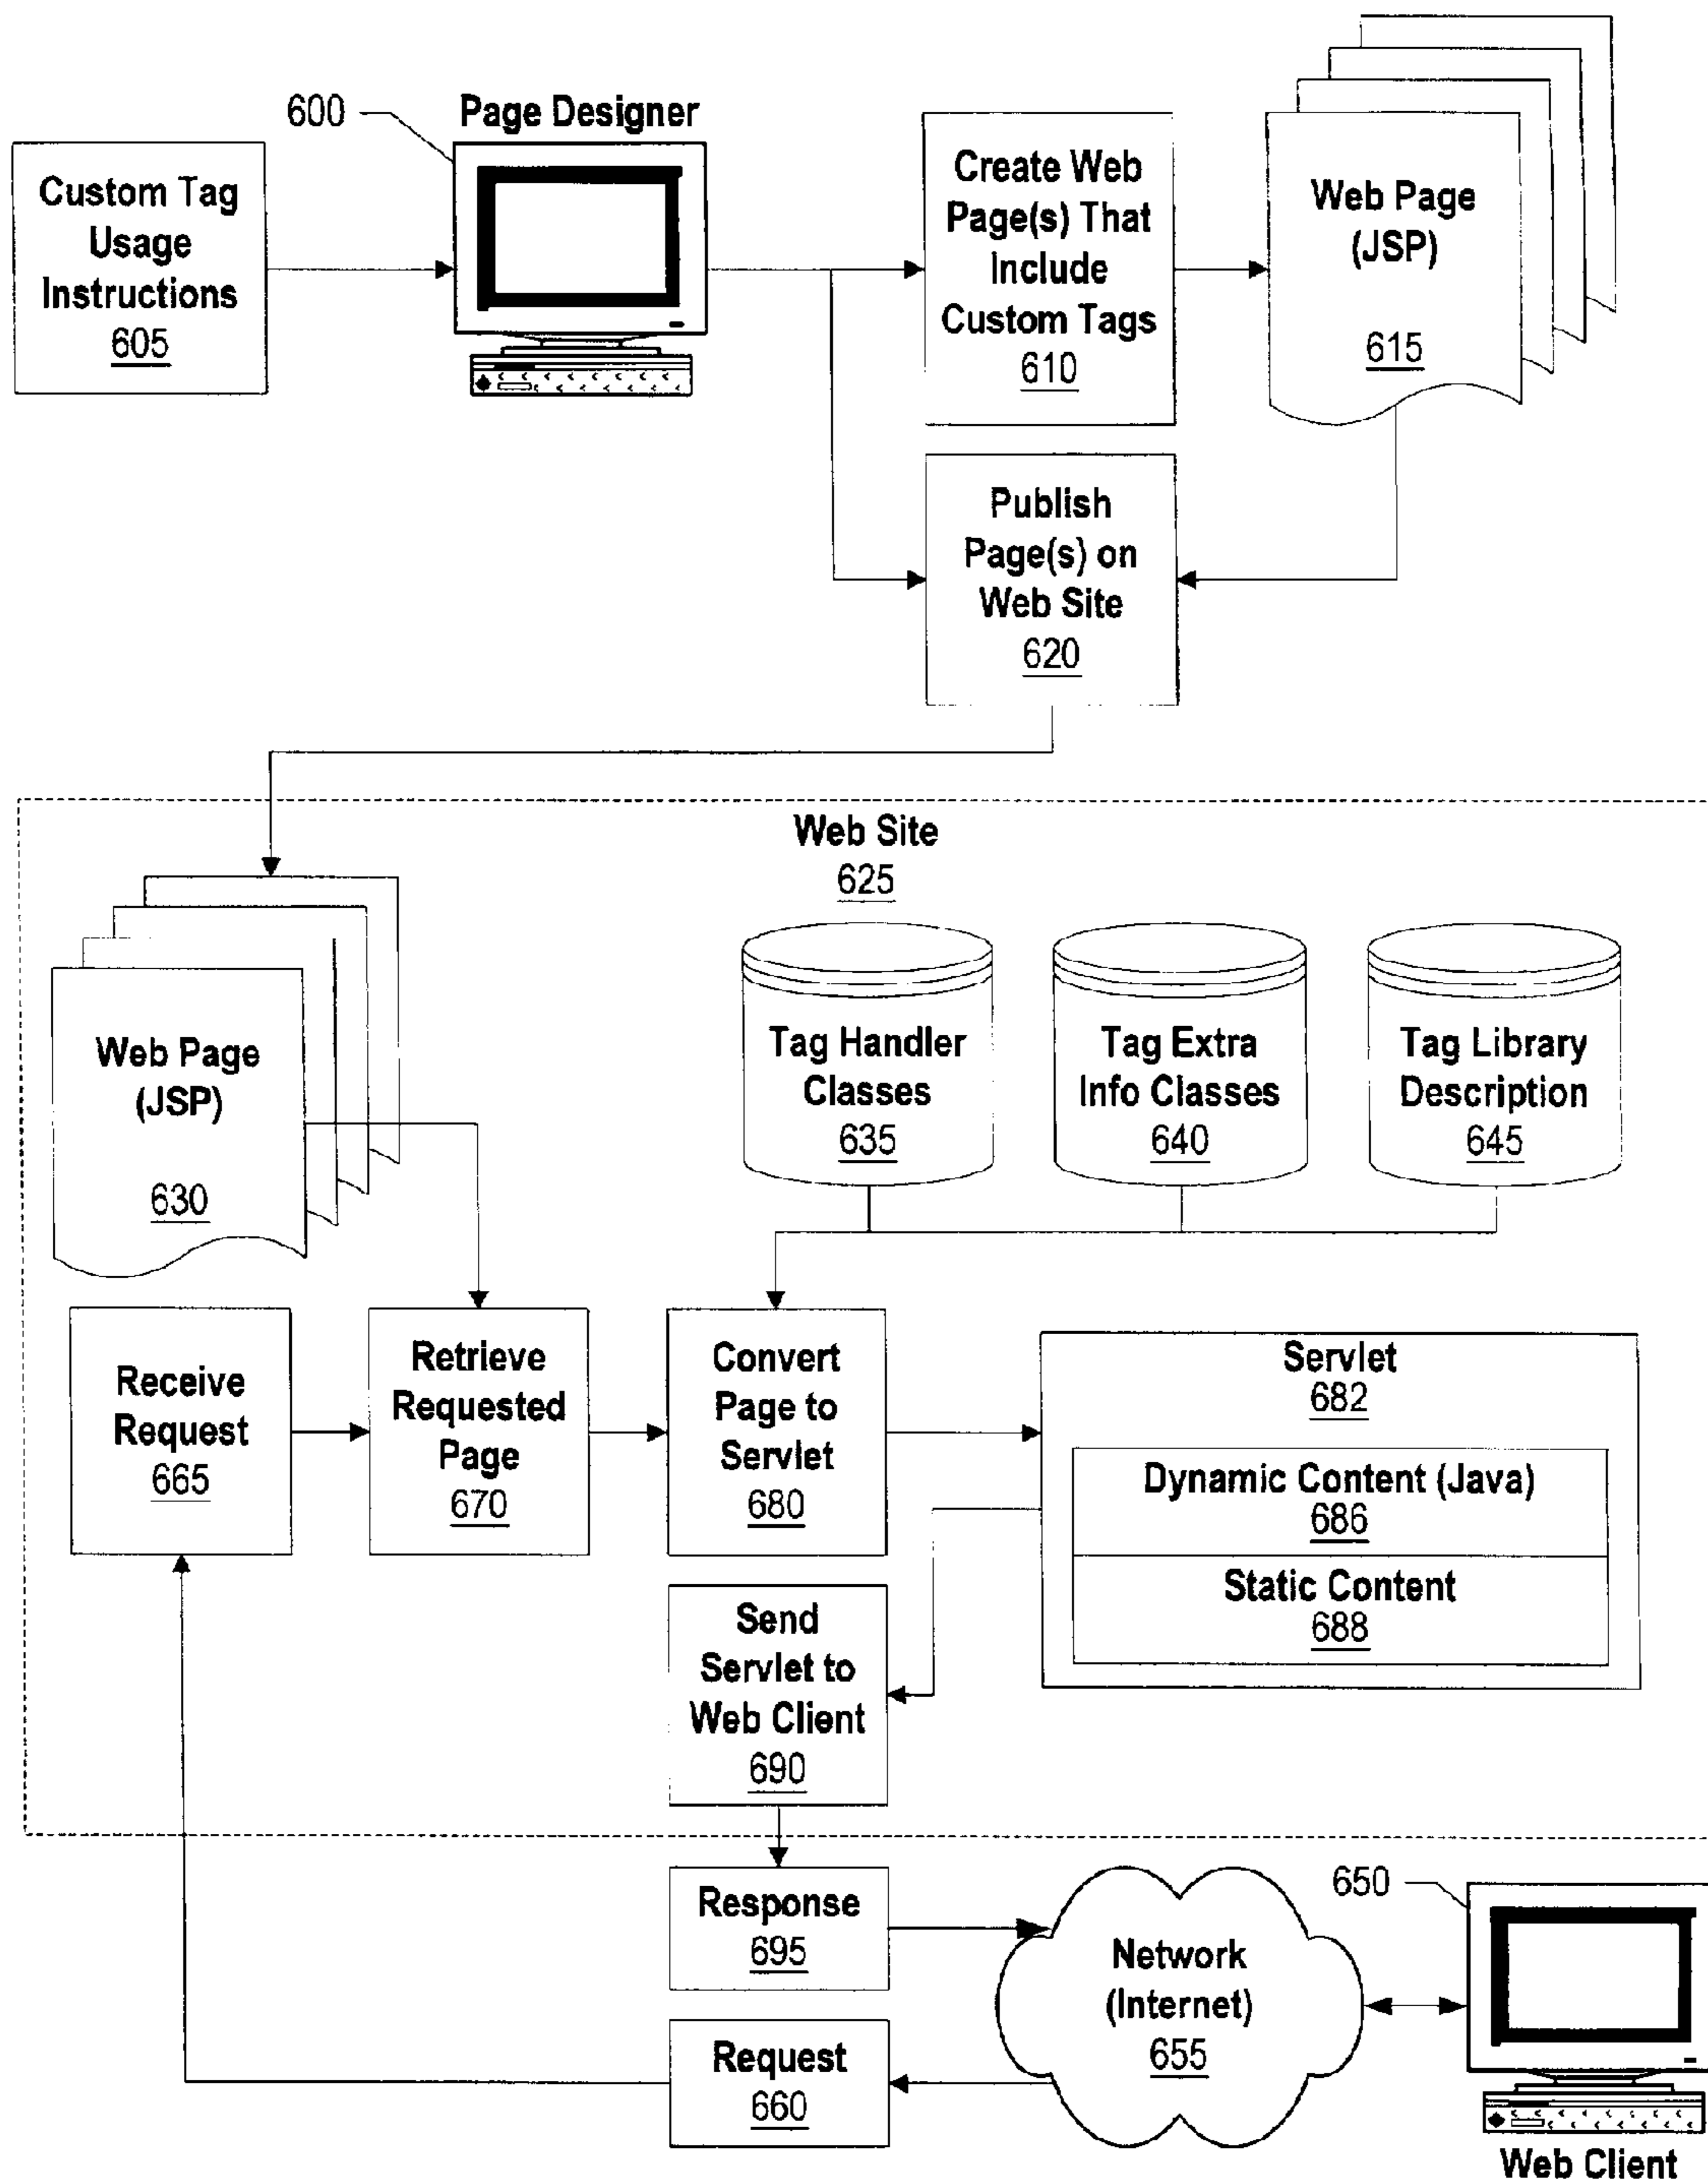 600
Page Designer
Custom Tag
Usage
Instructions
605
Create Web
Page(s) That
Include
Custom Tags
610
Web Page
(JSP)
615
Publish
Page(s) on
Web Site
620
Web Site
625
Web Page
(JSP)
630
Tag Handler
Classes
635
Tag Extra
Info Classes
640
Tag Library
Description
645
Receive
Request
665
Retrieve
Requested
Page
670
Convert
Page to
Servlet
680
Servlet
682
Dynamic Content (Java)
686
Static Content
688
Send
Servlet to
Web Client
690
Response
695
Network
(Internet)
655
650
Request
660
Web Client